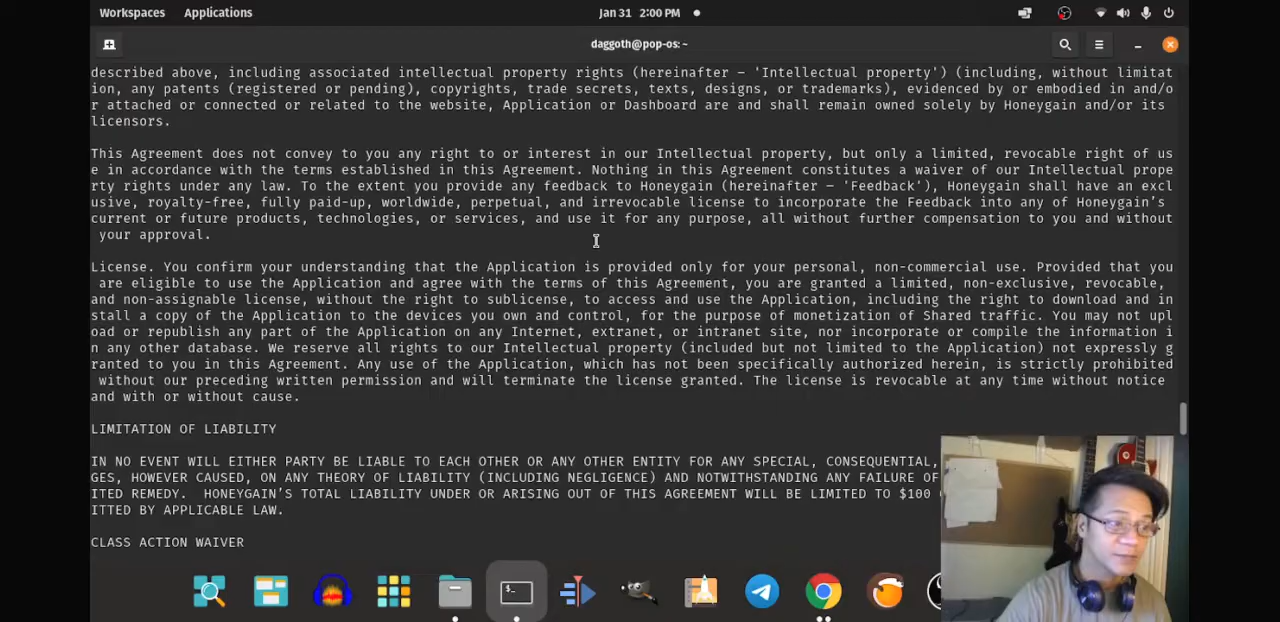 Workspaces Applications Jan 31 2:00 PM
daggoth@pop-os: ~
described above, including associated intellectual property rights (hereinafter – 'Intellectual property') (including, without limitat
ion, any patents (registered or pending), copyrights, trade secrets, texts, designs, or trademarks), evidenced by or embodied in and/o
r attached or connected or related to the website, Application or Dashboard are and shall remain owned solely by Honeygain and/or its
licensors.
This Agreement does not convey to you any right to or interest in our Intellectual property, but only a limited, revocable right of us
e in accordance with the terms established in this Agreement. Nothing in this Agreement constitutes a waiver of our Intellectual prope
rty rights under any law. To the extent you provide any feedback to Honeygain (hereinafter – 'Feedback'), Honeygain shall have an excl
usive, royalty-free, fully paid-up, worldwide, perpetual, and irrevocable license to incorporate the Feedback into any of Honeygain's
current or future products, technologies, or services, and use it for any purpose, all without further compensation to you and without
your approval.
License. You confirm your understanding that the Application is provided only for your personal, non-commercial use. Provided that you
are eligible to use the Application and agree with the terms of this Agreement, you are granted a limited, non-exclusive, revocable,
and non-assignable license, without the right to sublicense, to access and use the Application, including the right to download and in
stall a copy of the Application to the devices you own and control, for the purpose of monetization of Shared traffic. You may not upl
oad or republish any part of the Application on any Internet, extranet, or intranet site, nor incorporate or compile the information i
n any other database. We reserve all rights to our Intellectual property (included but not limited to the Application) not expressly g
ranted to you in this Agreement. Any use of the Application, which has not been specifically authorized herein, is strictly prohibited
without our preceding written permission and will terminate the license granted. The license is revocable at any time without notice
and with or without cause.
LIMITATION OF LIABILITY
IN NO EVENT WILL EITHER PARTY BE LIABLE TO EACH OTHER OR ANY OTHER ENTITY FOR ANY SPECIAL, CONSEQUENTIAL,
GES, HOWEVER CAUSED, ON ANY THEORY OF LIABILITY (INCLUDING NEGLIGENCE) AND NOTWITHSTANDING ANY FAILURE OF
ITED REMEDY. HONEYGAIN'S TOTAL LIABILITY UNDER OR ARISING OUT OF THIS AGREEMENT WILL BE LIMITED TO $100
ITTED BY APPLICABLE LAW.
CLASS ACTION WAIVER